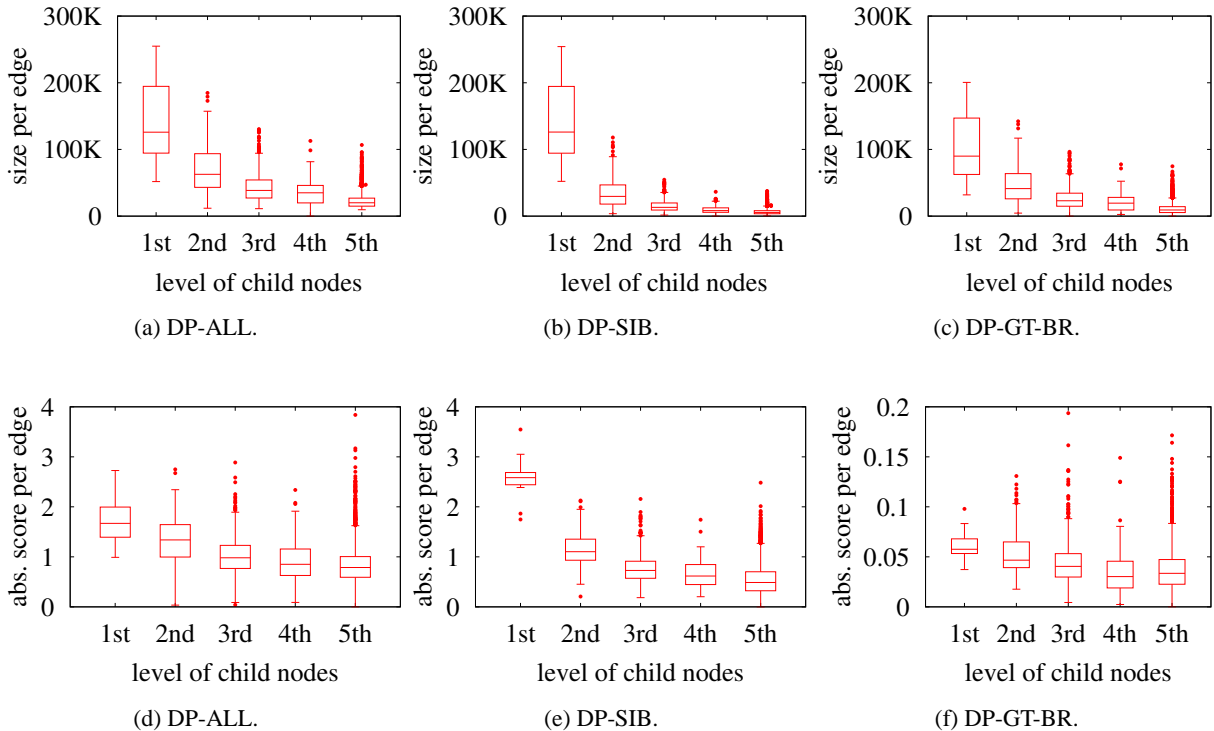 300K
200K
100K
0
size per edge
1st 2nd 3rd 4th 5th
level of child nodes
(a) DP-ALL.
300K
200K
100K
0
size per edge
1st 2nd 3rd 4th 5th
level of child nodes
(b) DP-SIB.
300K
200K
100K
0
size per edge
1st 2nd 3rd 4th 5th
level of child nodes
(c) DP-GT-BR.
4
3
2
1
0
abs. score per edge
1st 2nd 3rd 4th 5th
level of child nodes
(d) DP-ALL.
4
3
2
1
0
abs. score per edge
1st 2nd 3rd 4th 5th
level of child nodes
(e) DP-SIB.
0.2
0.15
0.1
0.05
0
abs. score per edge
1st 2nd 3rd 4th 5th
level of child nodes
(f) DP-GT-BR.